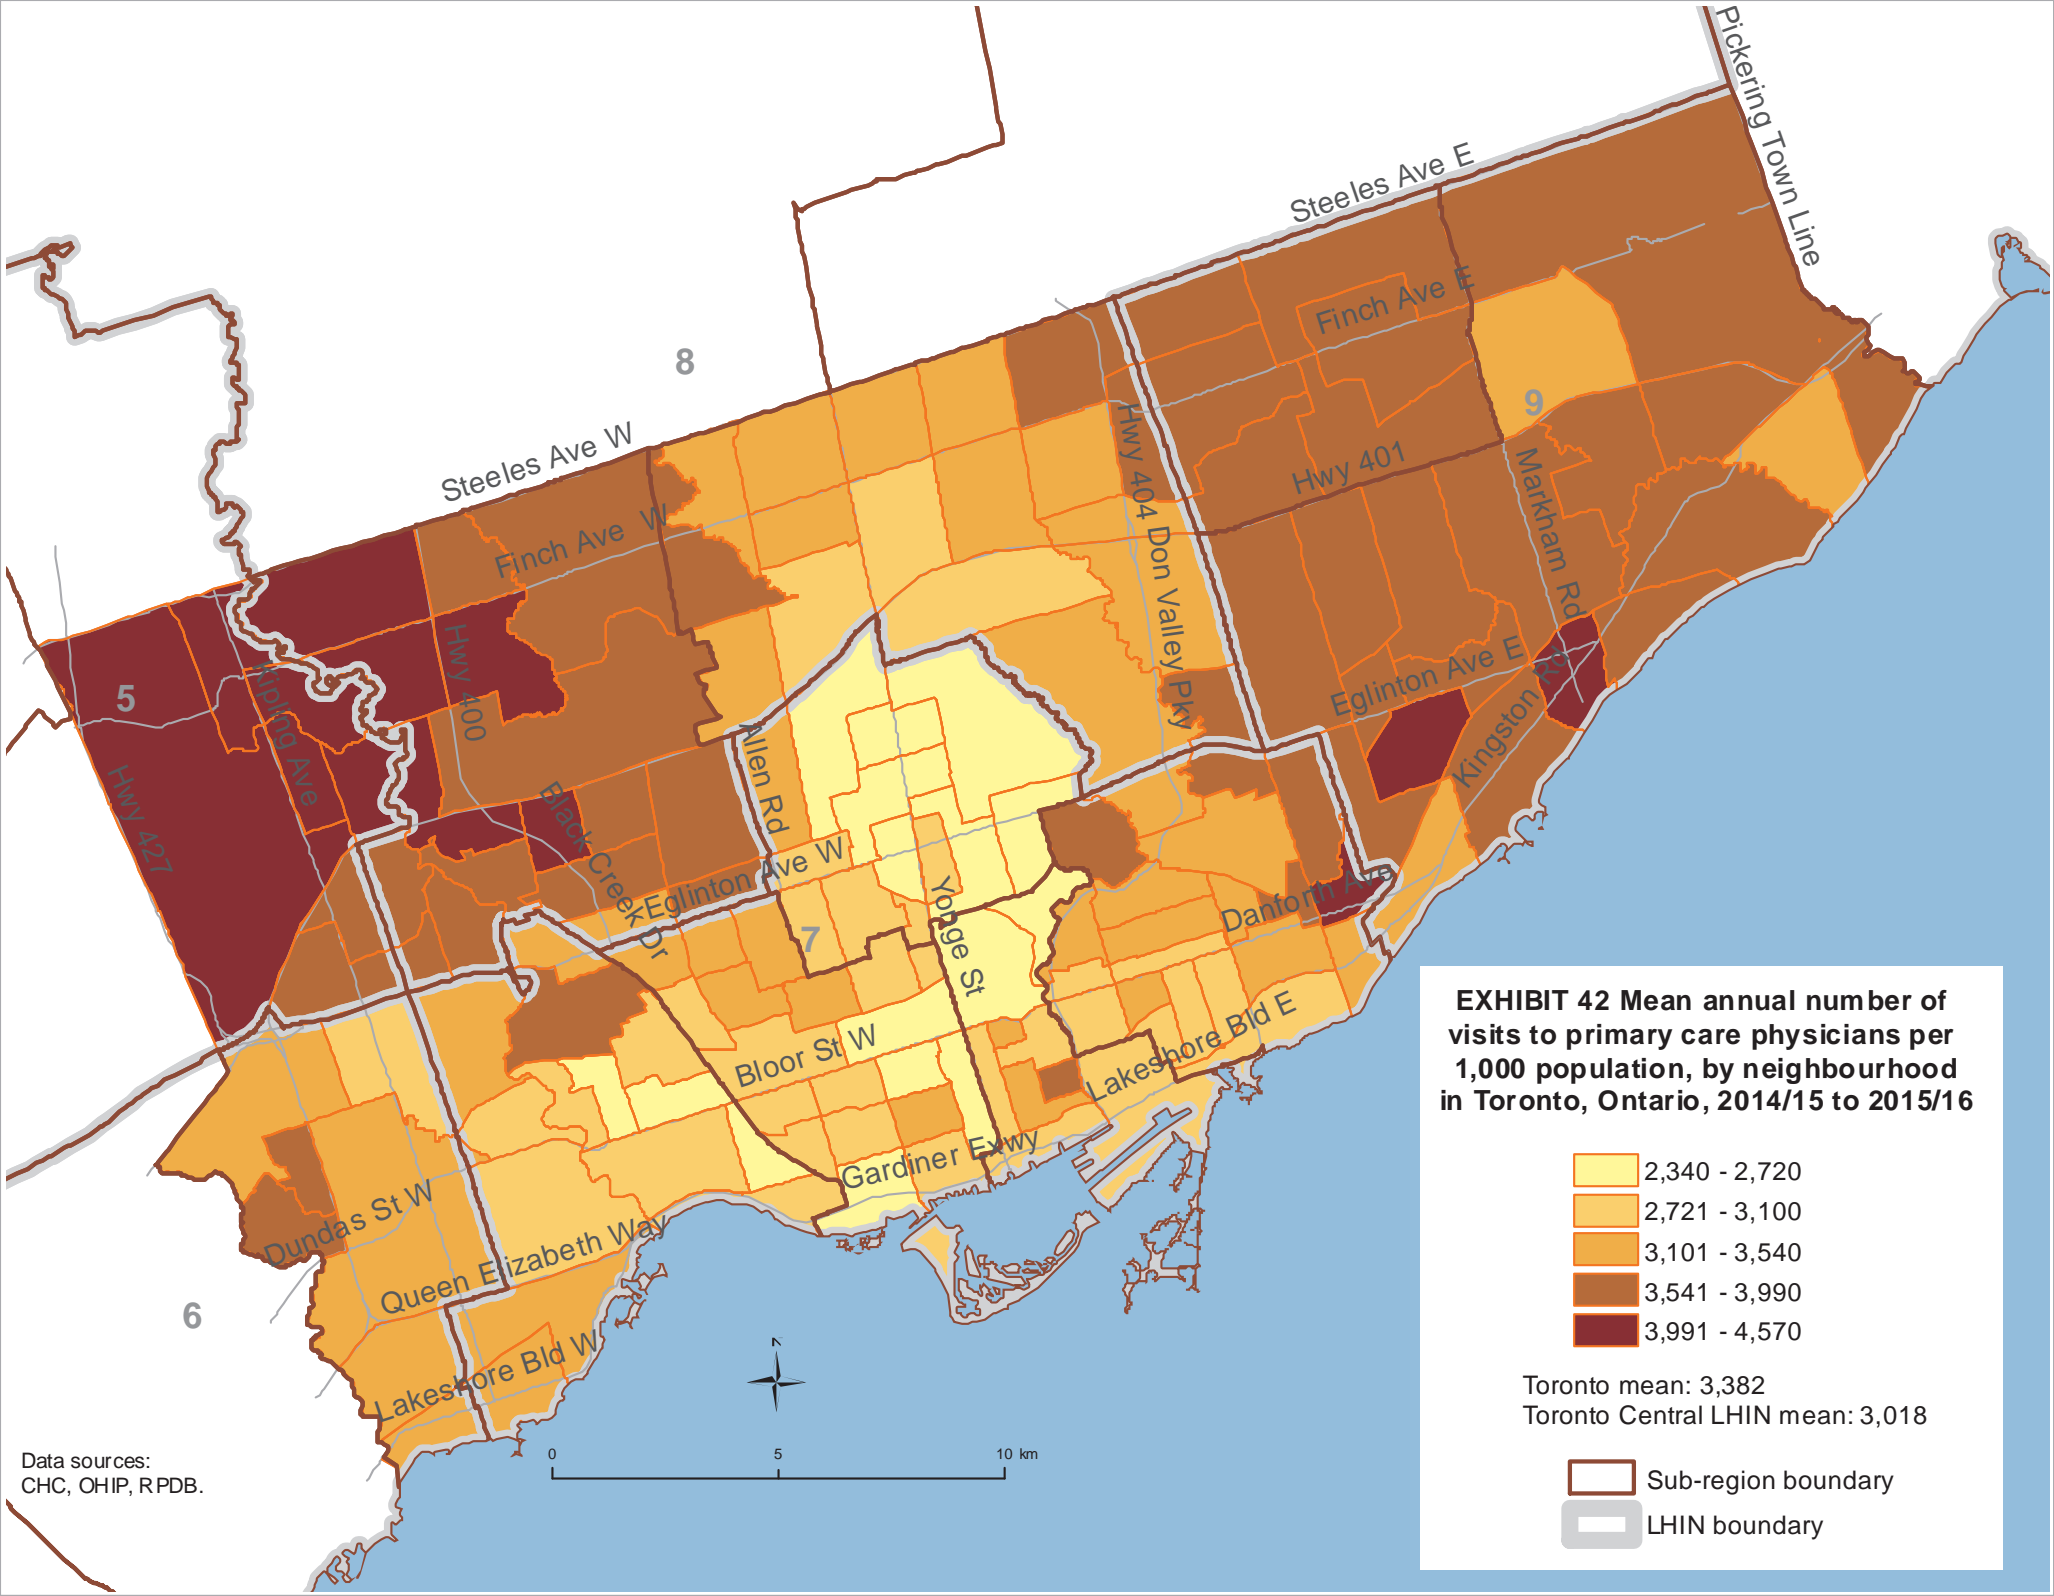 Pickering Town Line
Steeles Ave E
Finch Ave E
8
9
Steeles Ave W
Hwy 404
Hwy 401
Markham Rd
Finch Ave W
Don Valley Pky
Hwy 400
Kipling Ave
5
Eglinton Ave E
Kingston Rd
Hwy 427
Allen Rd
Black Creek Dr
Eglinton Ave W
Yonge St
Danforth Ave
7
Bloor St W
Lakeshore Bld E
Gardiner Exwy
Dundas St W
Queen Elizabeth Way
6
Lakeshore Bld W
EXHIBIT 42 Mean annual number of
visits to primary care physicians per
1,000 population, by neighbourhood
in Toronto, Ontario, 2014/15 to 2015/16
2,340 - 2,720
2,721 - 3,100
3,101 - 3,540
3,541 - 3,990
3,991 - 4,570
Toronto mean: 3,382
Toronto Central LHIN mean: 3,018
Sub-region boundary
LHIN boundary
N
0 5 10 km
Data sources:
CHC, OHIP, RPDB.